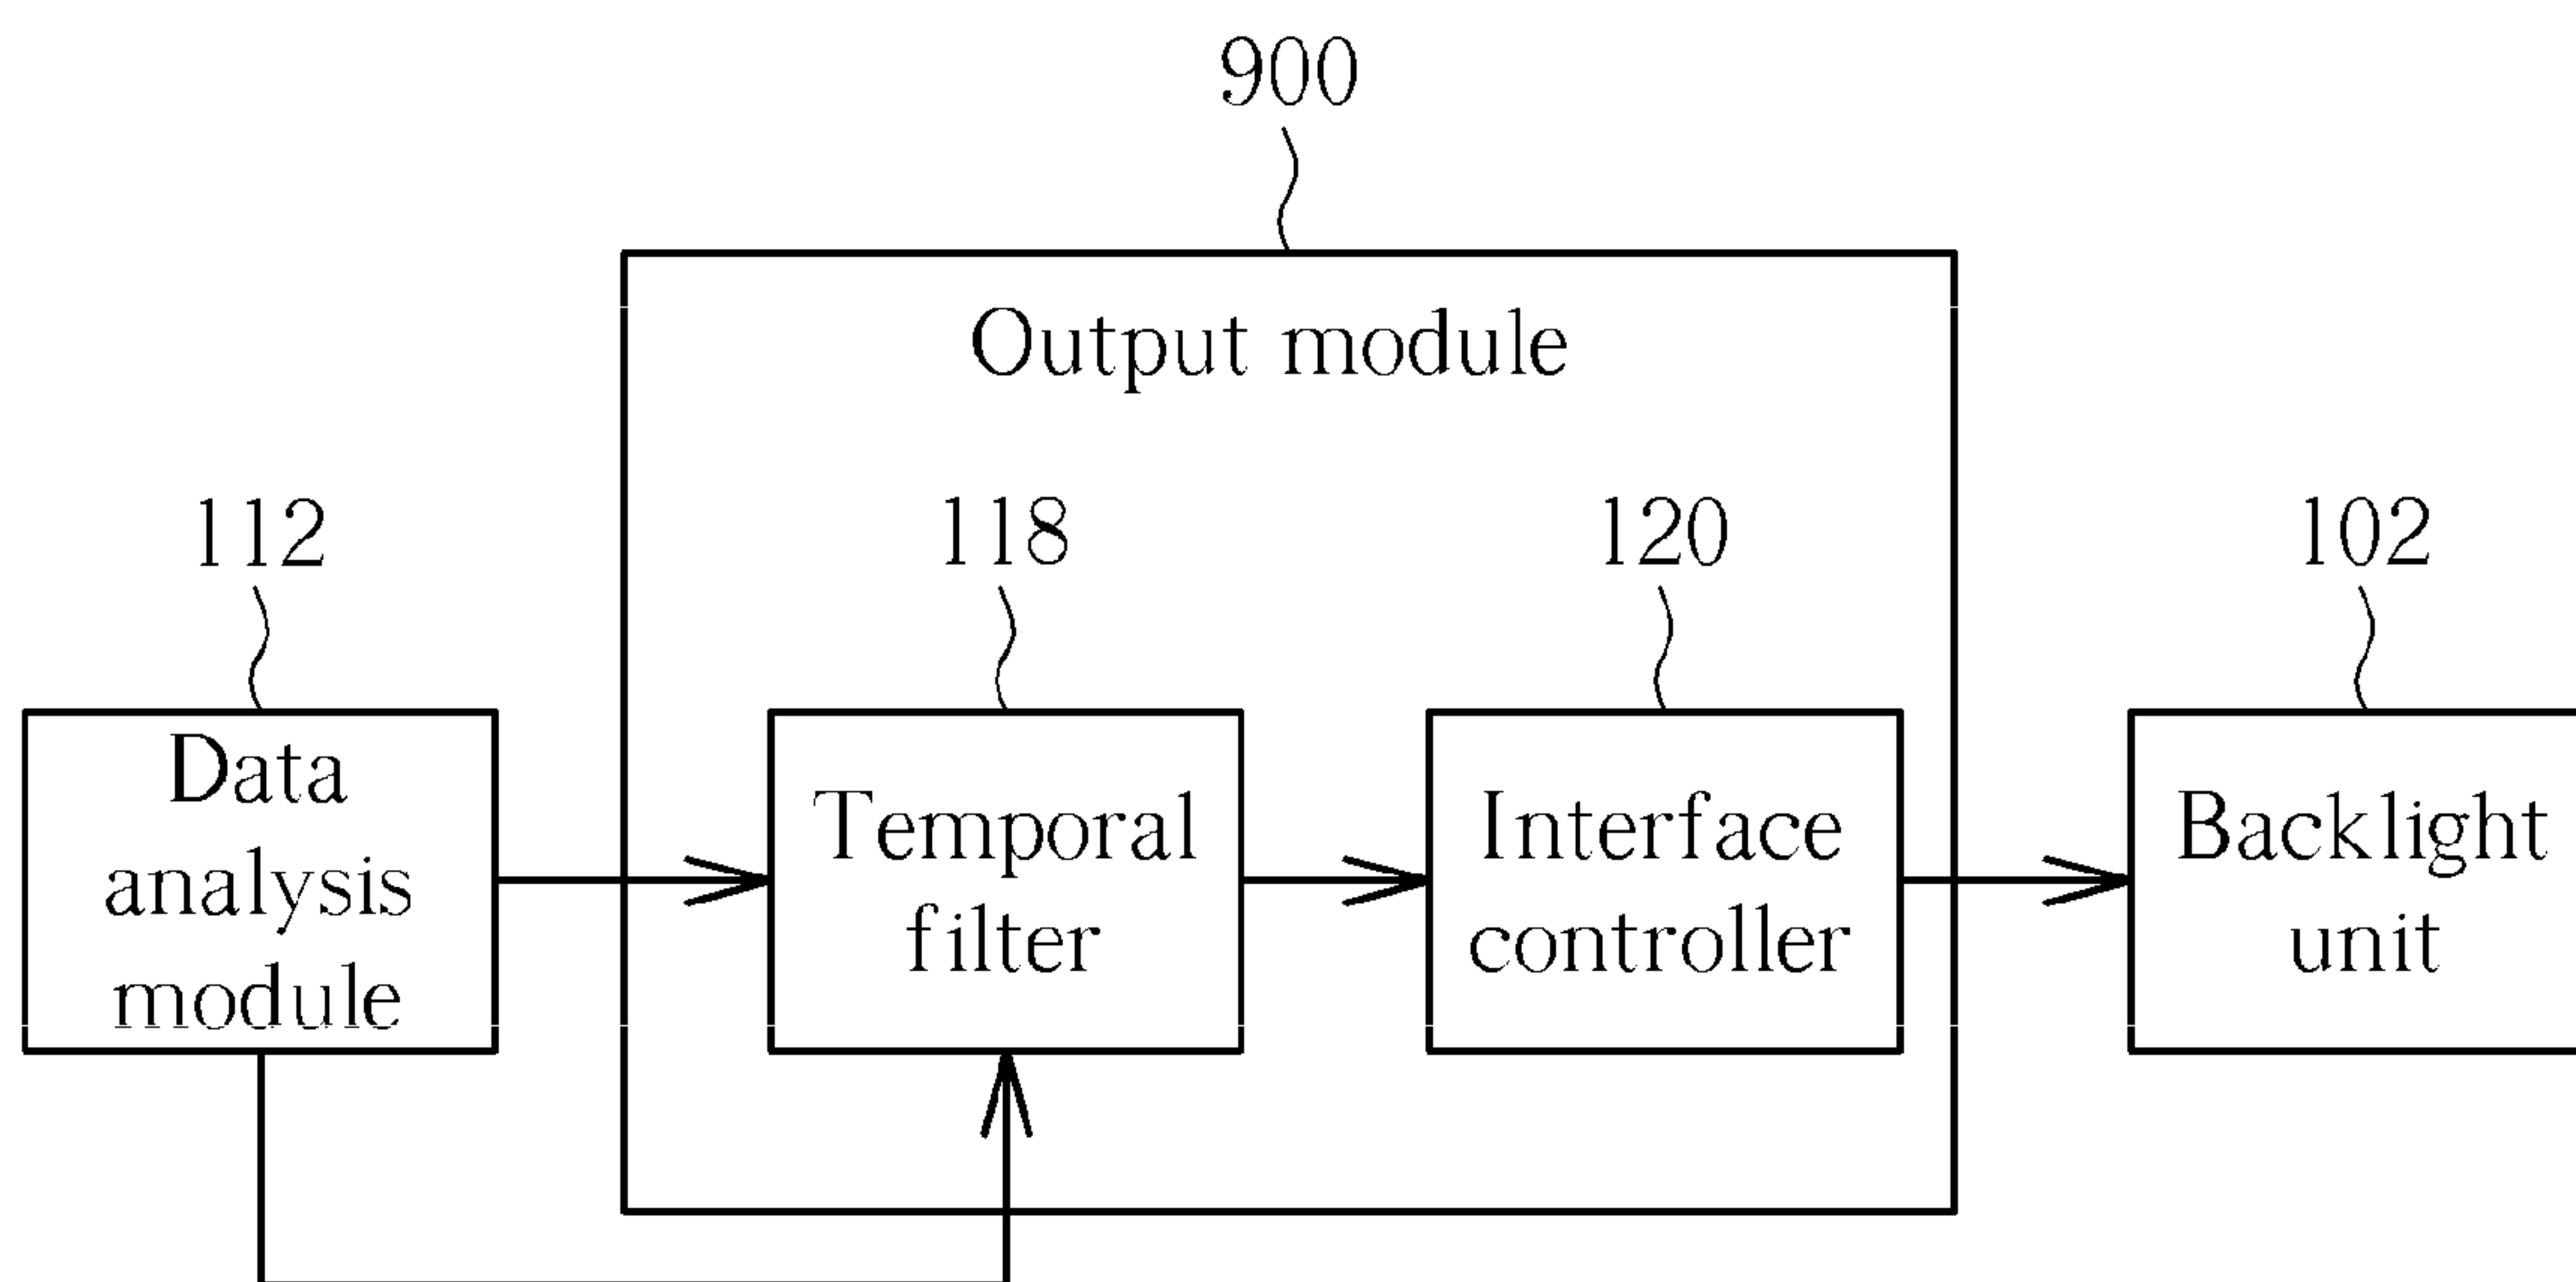 900
Output module
112
118
120
102
Data
analysis
module
Temporal
filter
Interface
controller
Backlight
unit